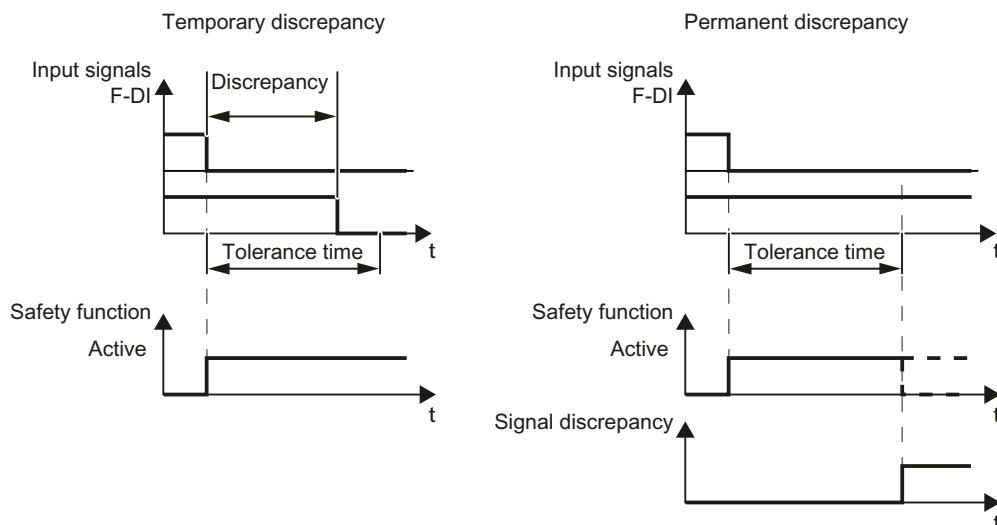 Temporary discrepancy
Input signals
F-DI
Discrepancy
t
Tolerance time
Safety function
Active
t
Permanent discrepancy
Input signals
F-DI
t
Tolerance time
Safety function
Active
t
Signal discrepancy
t